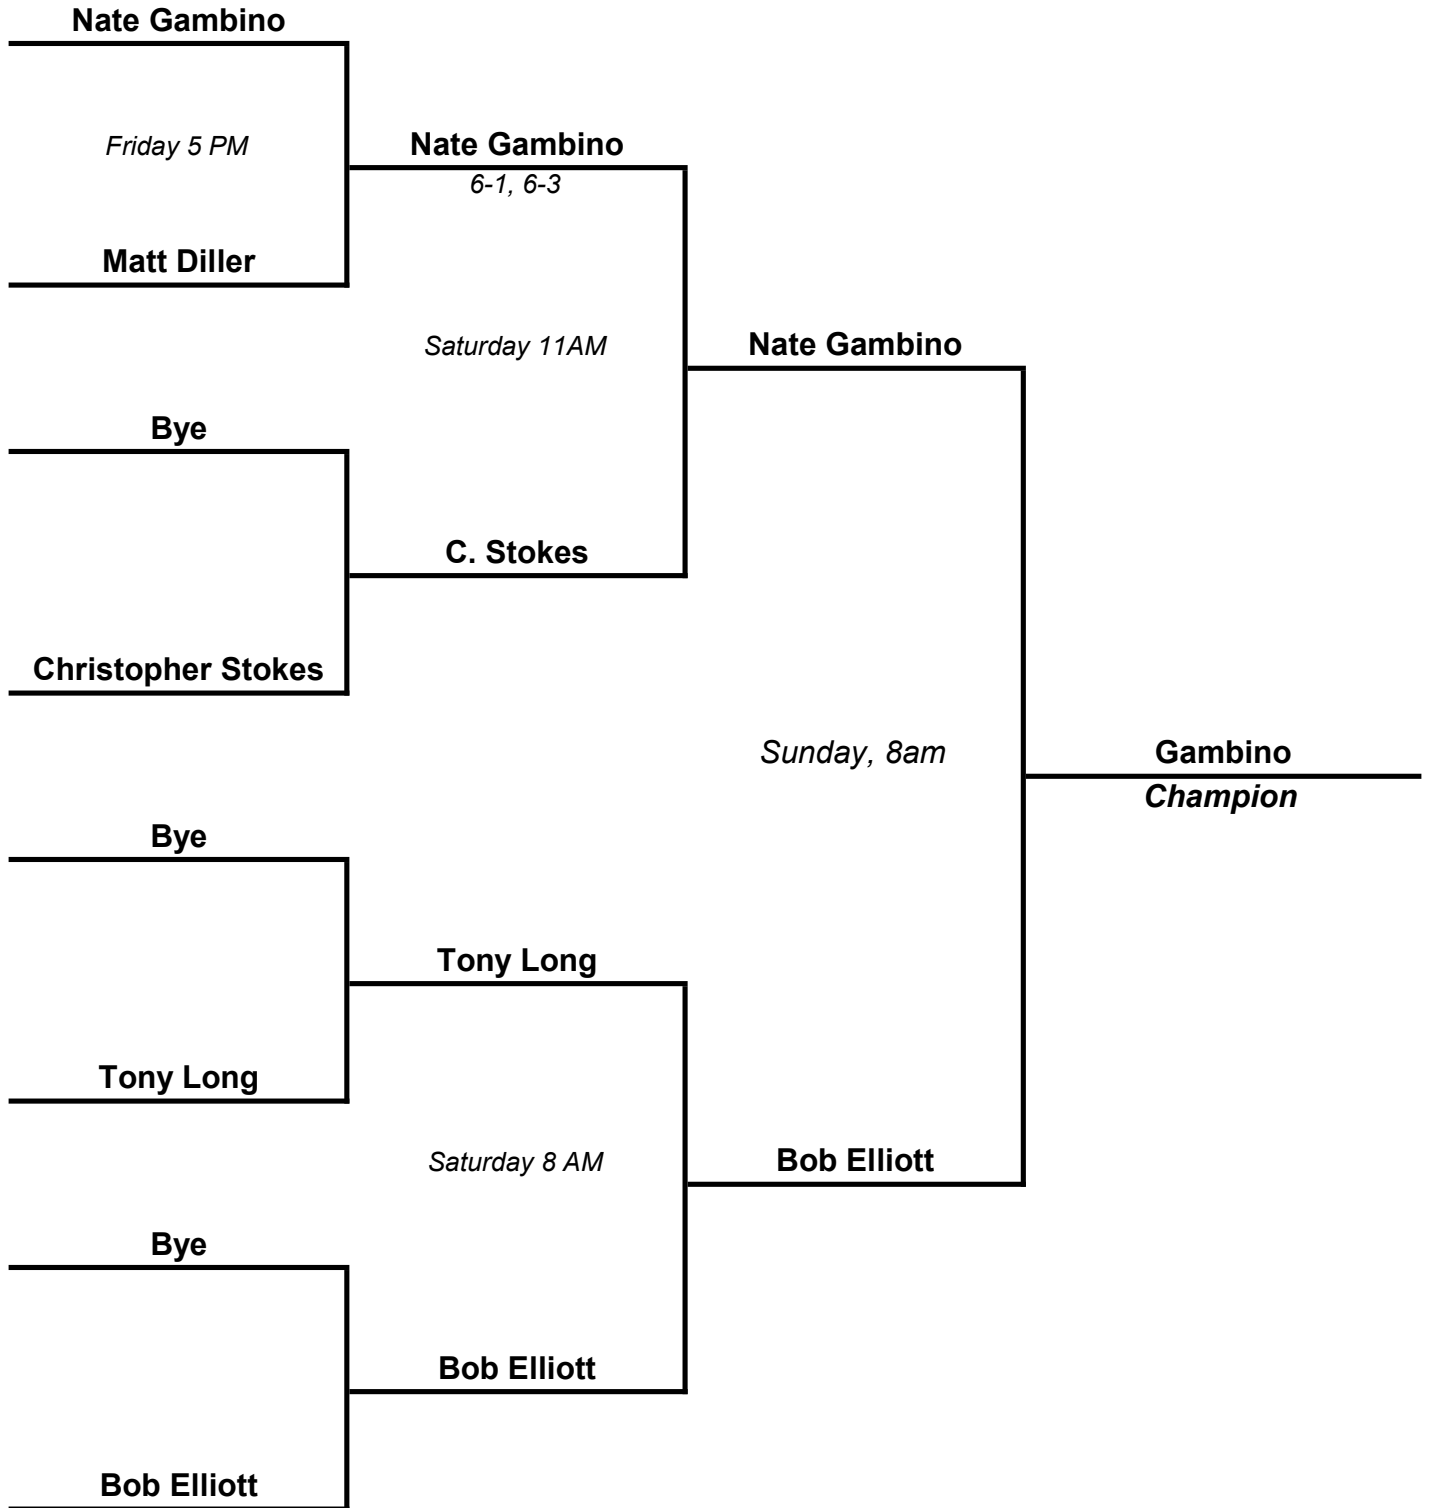 Nate Gambino
Friday 5 PM
Nate Gambino
6-1, 6-3
Matt Diller
Saturday 11AM
Nate Gambino
Bye
C. Stokes
Christopher Stokes
Sunday, 8am
Gambino
Champion
Bye
Tony Long
Tony Long
Saturday 8 AM
Bob Elliott
Bye
Bob Elliott
Bob Elliott